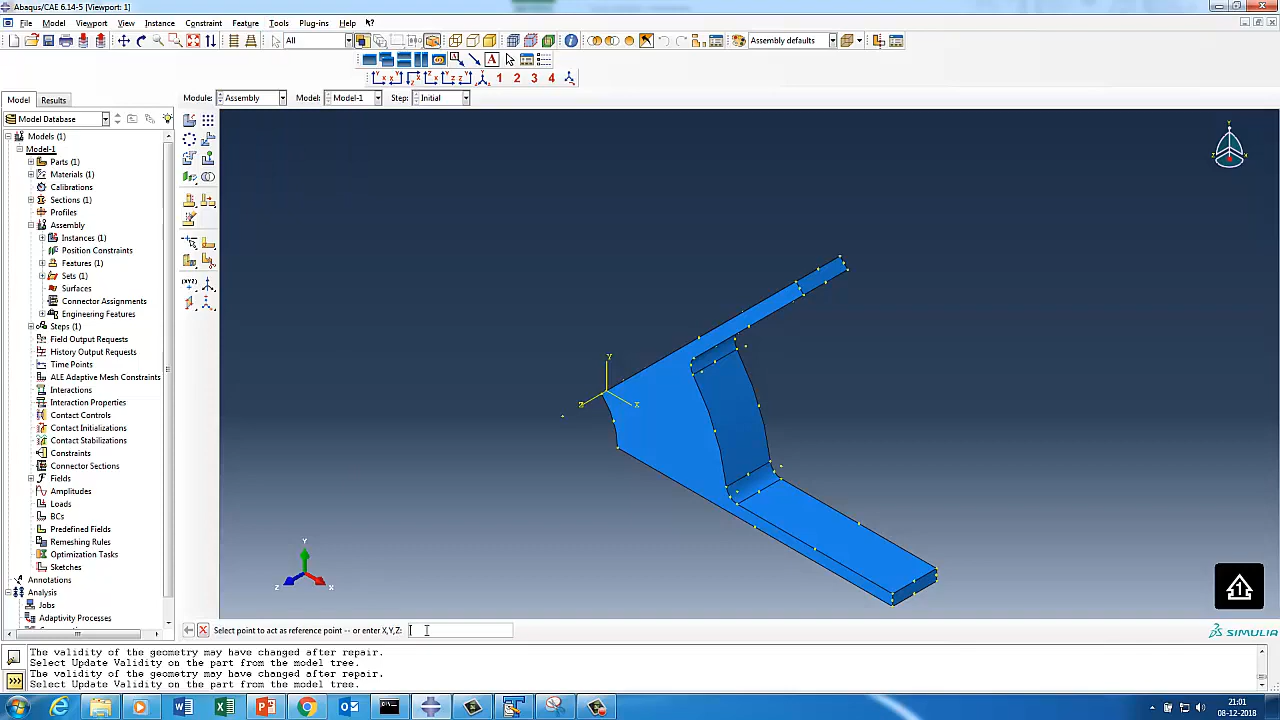 Abaqus/CAE 6.14-5 [Viewport: 1]
File Model Viewport View Instance Constraint Feature Tools Plug-ins Help
All
Assembly defaults
A
1 2 3 4
Model Results
Module: Assembly Model: Model-1 Step: Initial
Model Database
Models (1)
Model-1
Parts (1)
Materials (1)
Calibrations
Sections (1)
Profiles
Assembly
Instances (1)
Position Constraints
Features (1)
Sets (1)
Surfaces
Connector Assignments
Engineering Features
Steps (1)
Field Output Requests
History Output Requests
Time Points
ALE Adaptive Mesh Constraints
Interactions
Interaction Properties
Contact Controls
Contact Initializations
Contact Stabilizations
Constraints
Connector Sections
Fields
Amplitudes
Loads
BCs
Predefined Fields
Remeshing Rules
Optimization Tasks
Sketches
Annotations
Analysis
Jobs
Adaptivity Processes
(XYZ)
Y
Z X
Y
Z X
Select point to act as reference point -- or enter X,Y,Z:
SIMULIA
The validity of the geometry may have changed after repair.
Select Update Validity on the part from the model tree.
The validity of the geometry may have changed after repair.
Select Update Validity on the part from the model tree.
21:01
08-12-2018